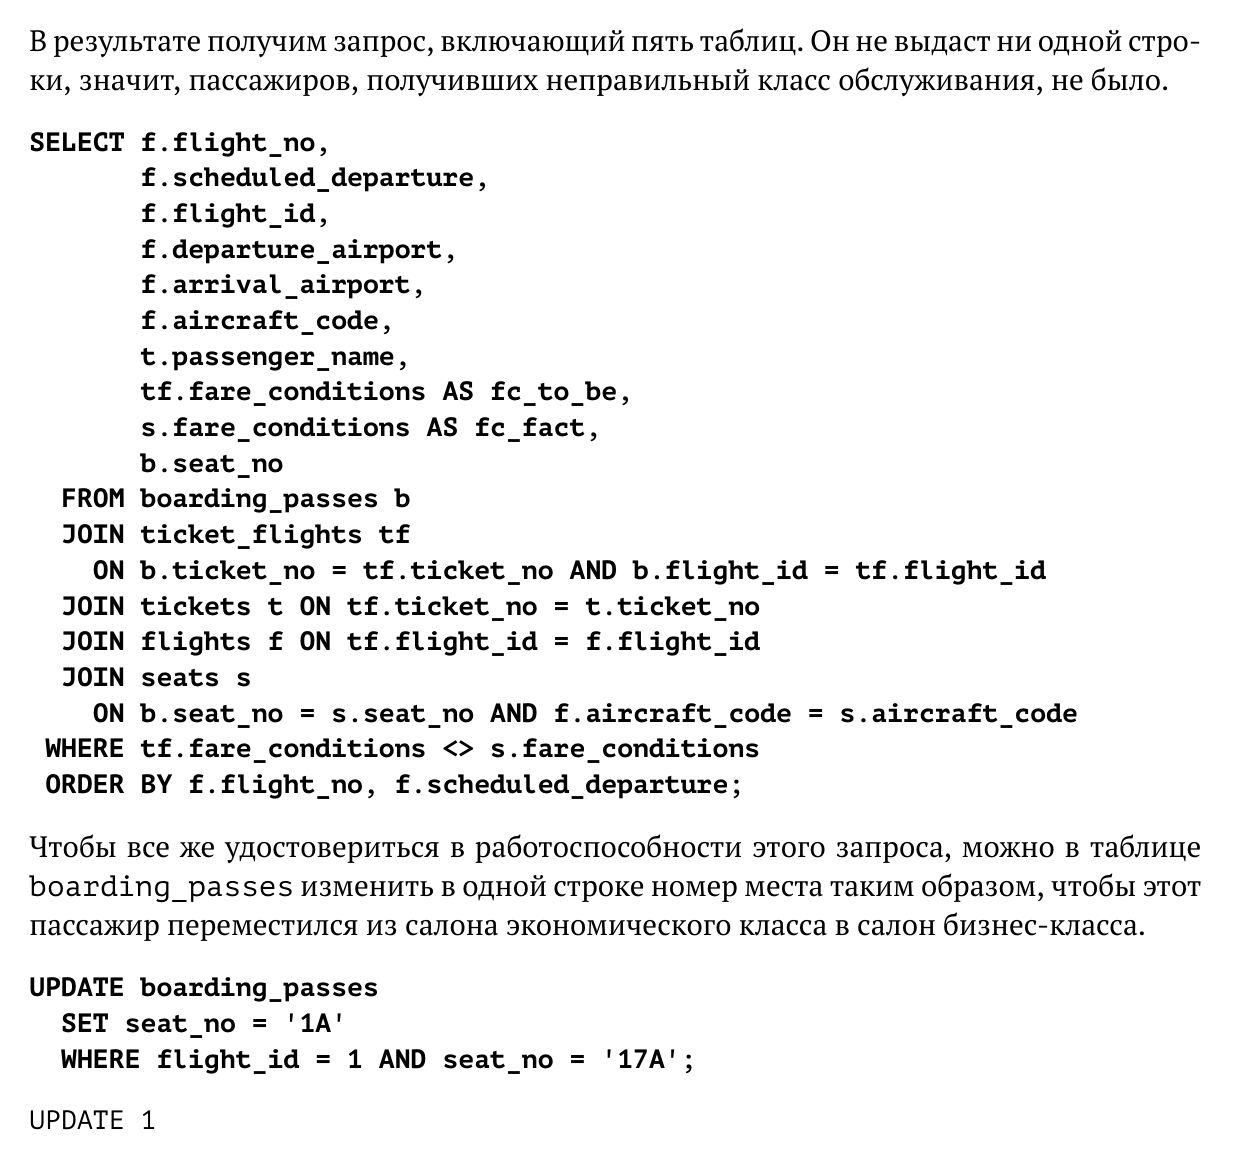 В результате получим запрос, включающий пять таблиц. Он не выдаст ни одной стро-
ки, значит, пассажиров, получивших неправильный класс обслуживания, не было.
SELECT f.flight_no,
       f.scheduled_departure,
       f.flight_id,
       f.departure_airport,
       f.arrival_airport,
       f.aircraft_code,
       t.passenger_name,
       tf.fare_conditions AS fc_to_be,
       s.fare_conditions AS fc_fact,
       b.seat_no
  FROM boarding_passes b
  JOIN ticket_flights tf
    ON b.ticket_no = tf.ticket_no AND b.flight_id = tf.flight_id
  JOIN tickets t ON tf.ticket_no = t.ticket_no
  JOIN flights f ON tf.flight_id = f.flight_id
  JOIN seats s
    ON b.seat_no = s.seat_no AND f.aircraft_code = s.aircraft_code
 WHERE tf.fare_conditions <> s.fare_conditions
 ORDER BY f.flight_no, f.scheduled_departure;
Чтобы все же удостовериться в работоспособности этого запроса, можно в таблице
boarding_passes изменить в одной строке номер места таким образом, чтобы этот
пассажир переместился из салона экономического класса в салон бизнес-класса.
UPDATE boarding_passes
  SET seat_no = '1A'
  WHERE flight_id = 1 AND seat_no = '17A';
UPDATE 1